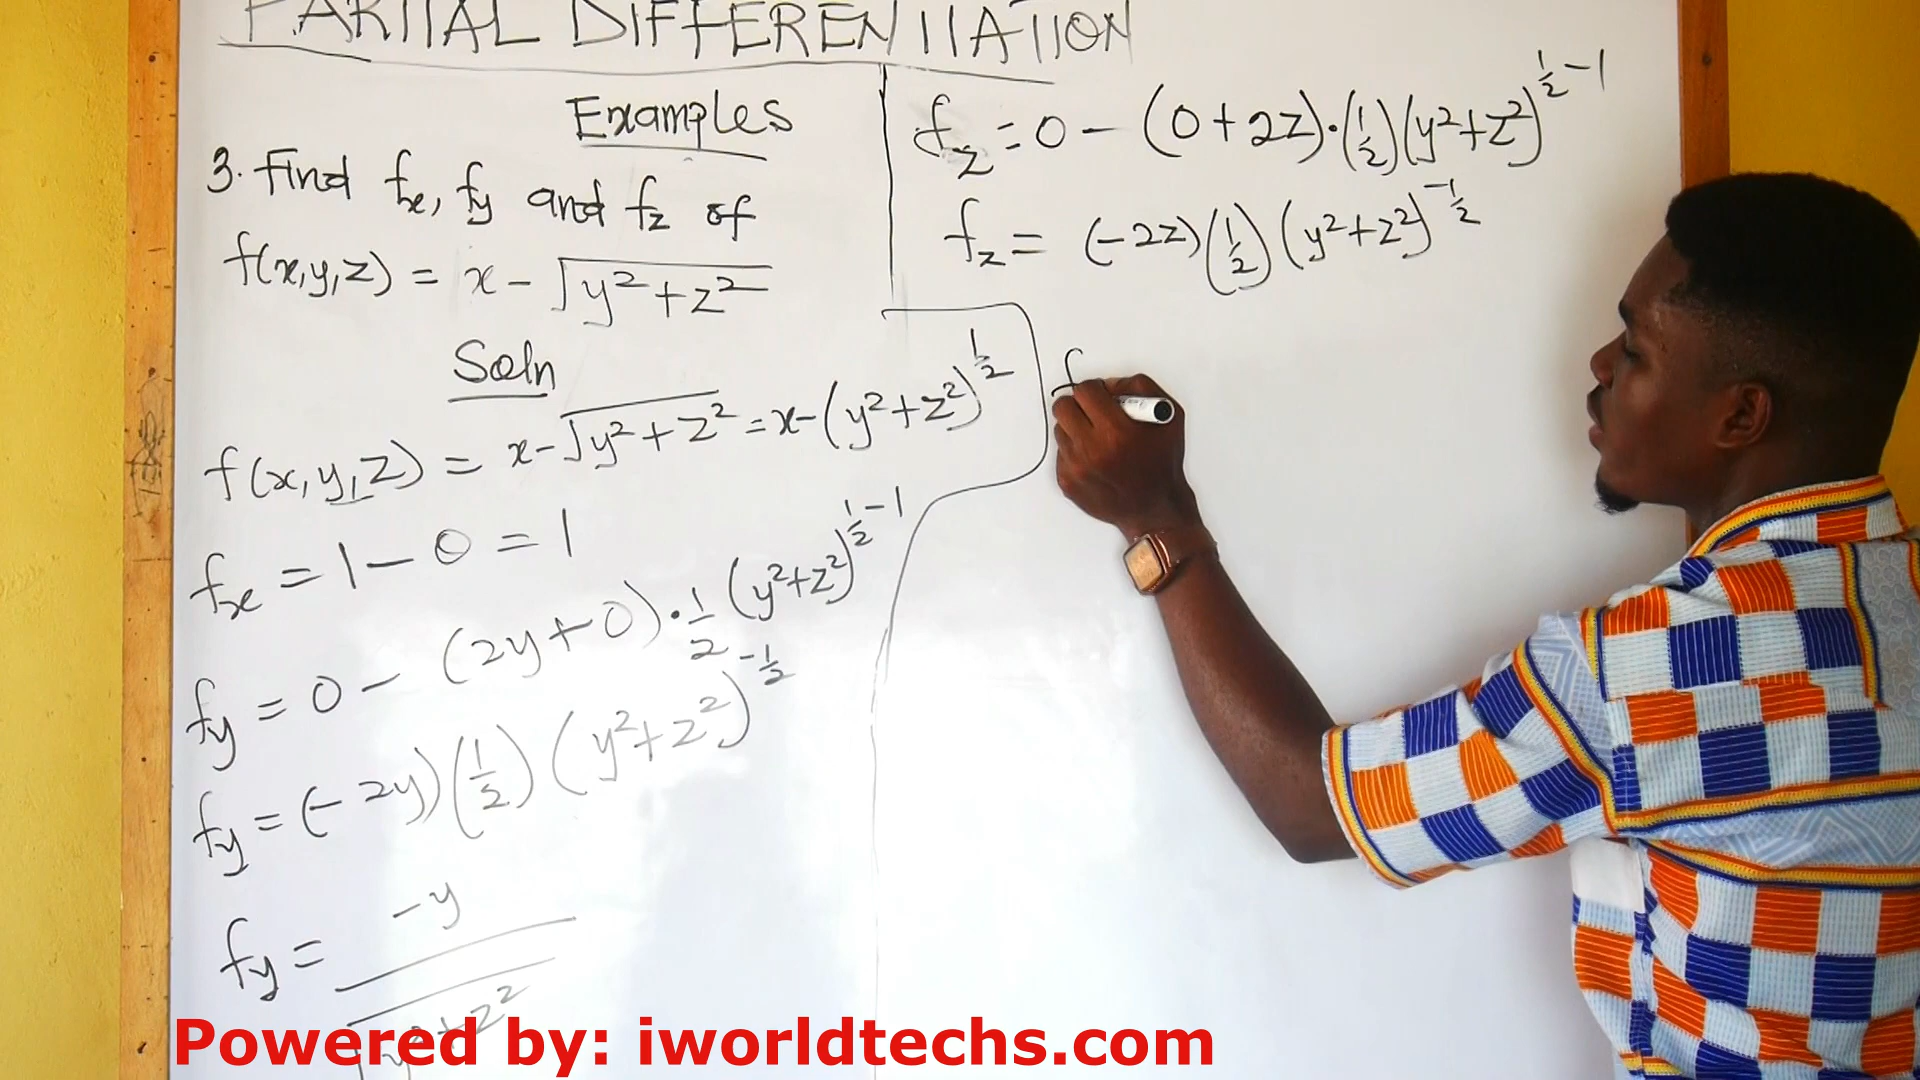 PARTIAL DIFFERENTIATION
Examples
3. Find fx, fy and fz of
f(x,y,z) = x - √(y²+z²)
Soln
f(x,y,z) = x-√(y²+z²) = x-(y²+z²)^½
fx = 1 - 0 = 1
fy = 0 - (2y+0)·½ (y²+z²)^(½-1)
fy = (-2y)(½)(y²+z²)^(-½)
fy = -y / √(y²+z²)
fz = 0 - (0+2z)·(½)(y²+z²)^(½-1)
fz = (-2z)(½)(y²+z²)^(-½)
f
Powered by: iworldtechs.com